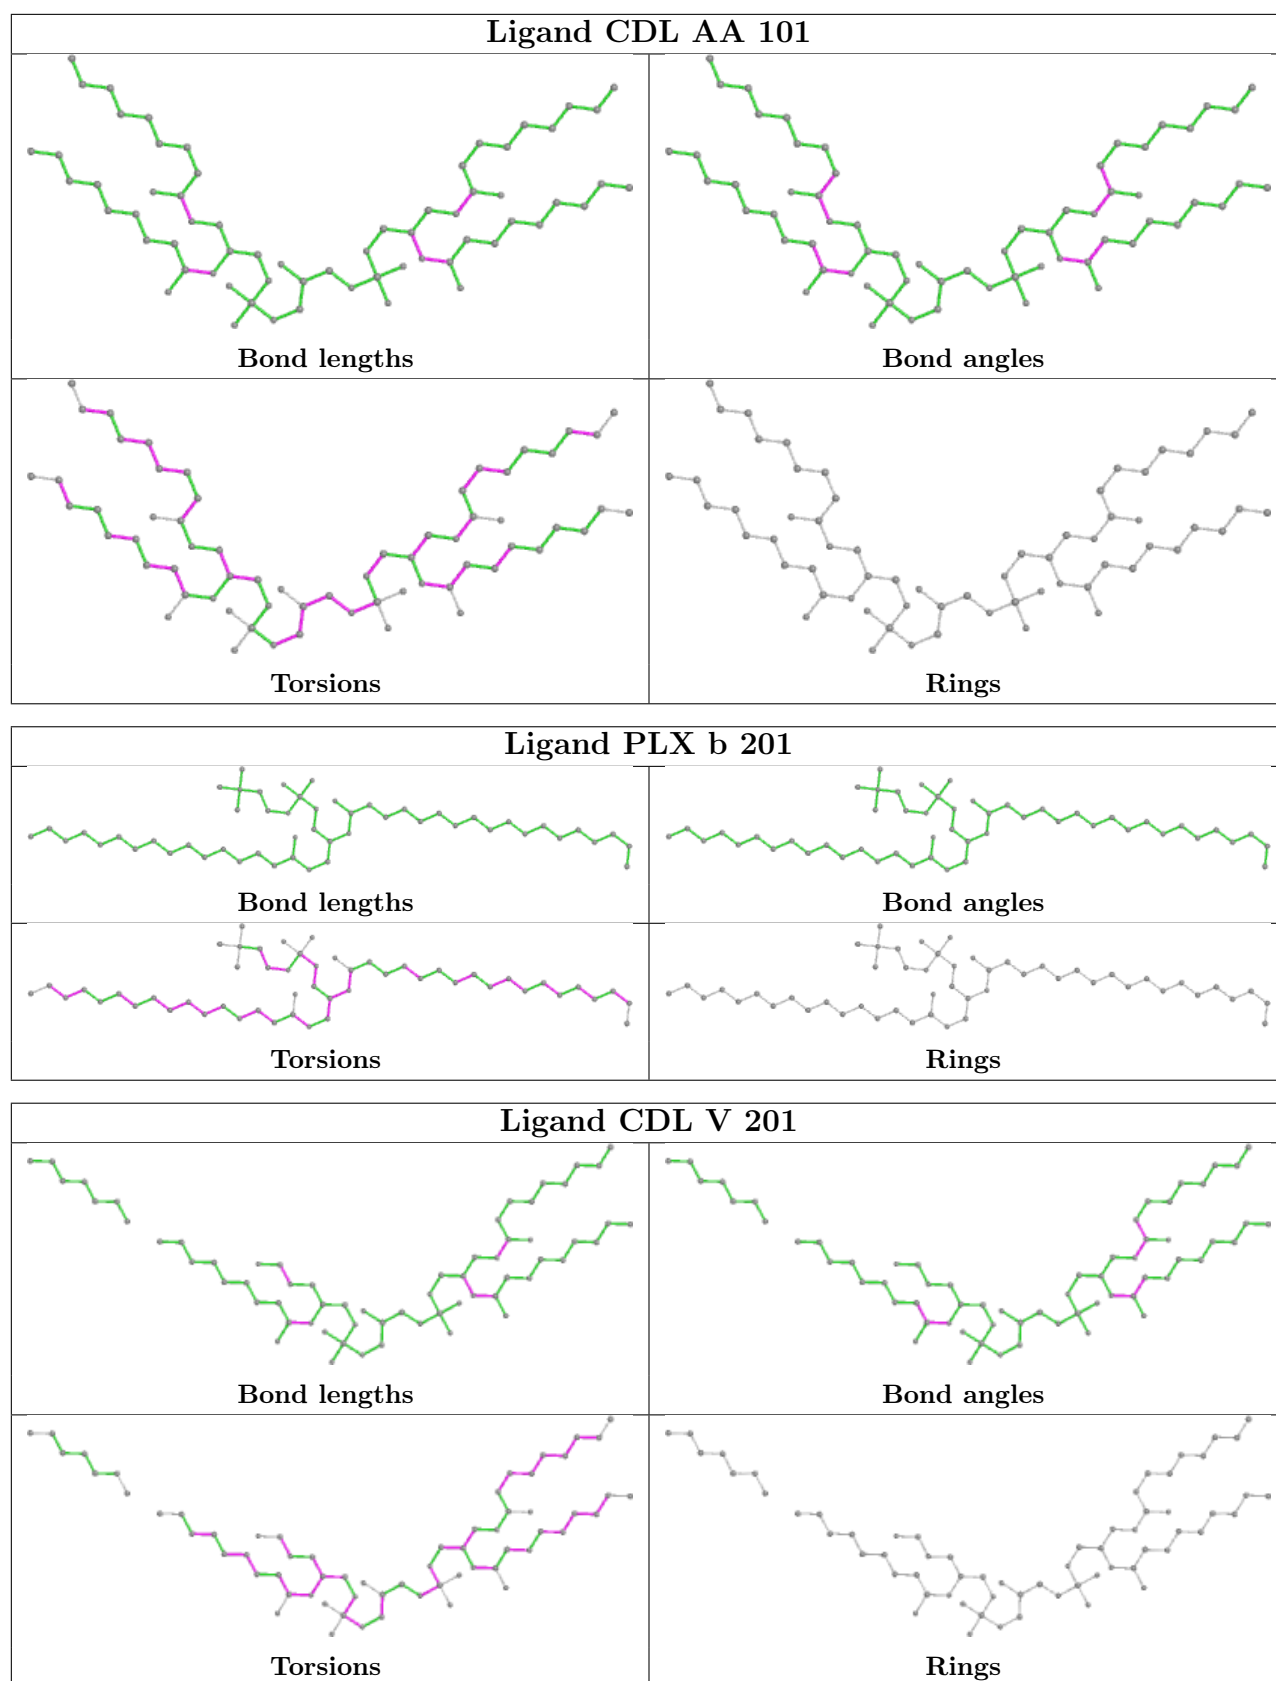 Ligand CDL AA 101
Bond lengths Bond angles
Torsions Rings
Ligand PLX b 201
Bond lengths Bond angles
Torsions Rings
Ligand CDL V 201
Bond lengths Bond angles
Torsions Rings